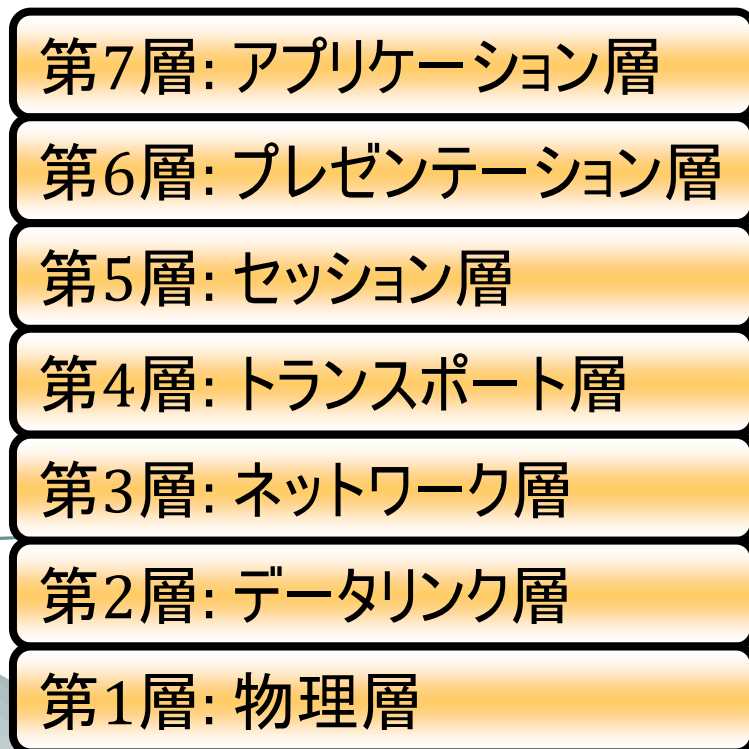 第7層: アプリケーション層
第6層: プレゼンテーション層
第5層: セッション層
第4層: トランスポート層
第3層: ネットワーク層
第2層: データリンク層
第1層: 物理層